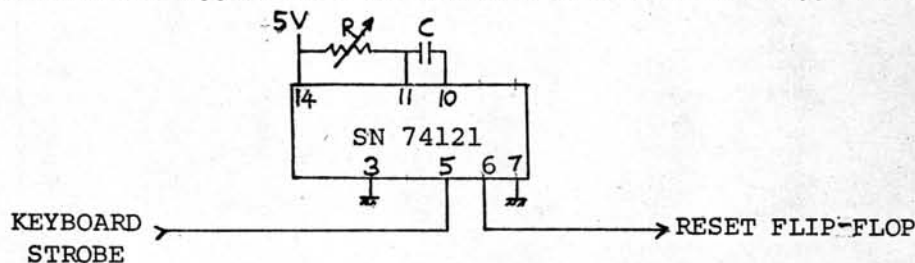 5V
R
C
14
11
10
SN 74121
3
5
6
7
KEYBOARD
STROBE
RESET FLIP-FLOP